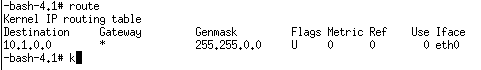 -bash-4.1# route
Kernel IP routing table
Destination     Gateway         Genmask         Flags Metric Ref    Use Iface
10.1.0.0        *               255.255.0.0     U     0      0        0 eth0
-bash-4.1# k